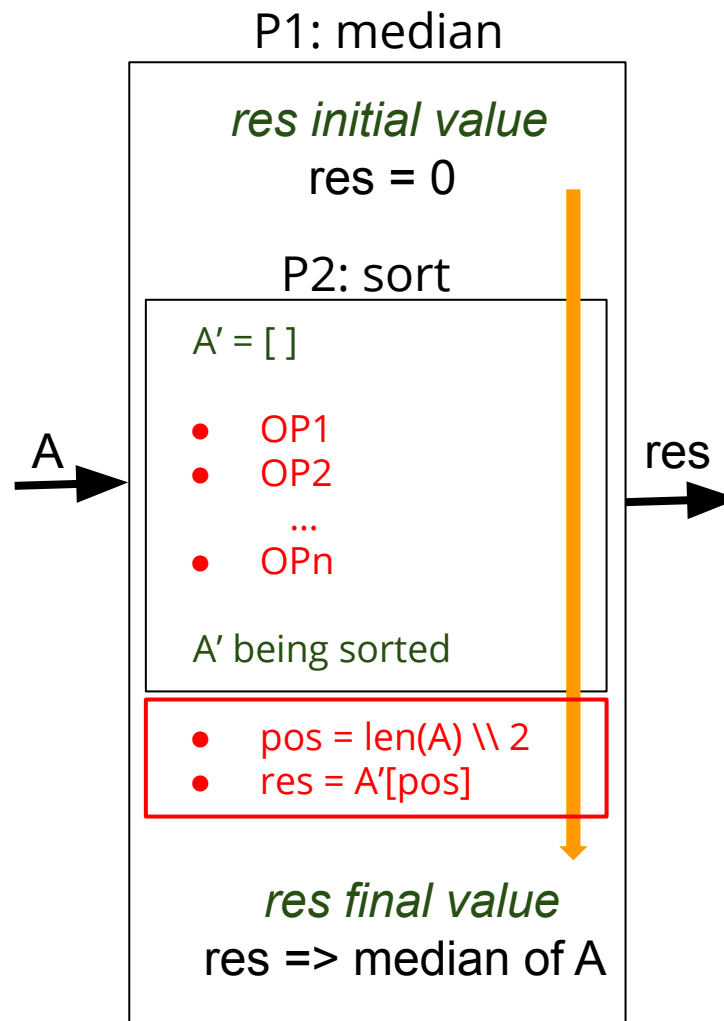 P1: median
res initial value
res = 0
P2: sort
A’ = [ ]
● OP1
A
res
● OP2
...
● OPn
A’ being sorted
● pos = len(A) \\ 2
● res = A’[pos]
res final value
res => median of A